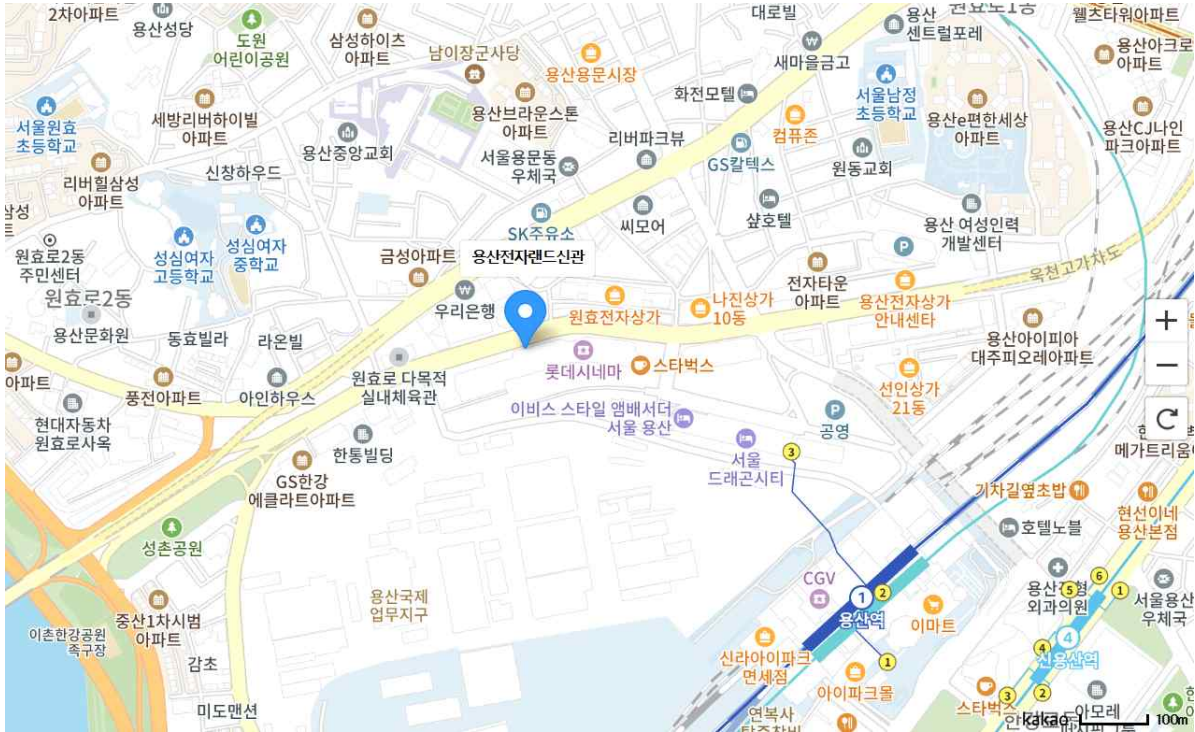 2차아파트
용산성당
도원
어린이공원
삼성하이츠
아파트
남이장군사당
용산용문시장
대로빌
새마을금고
용산
센트럴포레
원효로1동
웰츠타워아파트
용산아크로
아파트
서울원효
초등학교
세방리버하이빌
아파트
용산브라운스톤
아파트
화전모텔
컴퓨존
서울남정
초등학교
용산e편한세상
아파트
용산CJ나인
파크아파트
리버힐삼성
아파트
신창하우드
용산중앙교회
서울용문동
우체국
리버파크뷰
GS칼텍스
원동교회
삼성
원효로2동
주민센터
성심여자
고등학교
성심여자
중학교
SK주유소
씨모어
샾호텔
용산 여성인력
개발센터
금성아파트
용산전자랜드신관
전자타운
아파트
용산전자상가
안내센타
욱천고가차도
원효로2동
용산문화원
동효빌라
라온빌
우리은행
원효전자상가
나진상가
10동
용산아이피아
대주피오레아파트
아파트
풍전아파트
아인하우스
원효로 다목적
실내체육관
롯데시네마
스타벅스
선인상가
21동
현대자동차
원효로사옥
한통빌딩
이비스 스타일 앰배서더
서울 용산
공영
메가트리움
GS한강
에클라트아파트
서울
드래곤시티
3
기차길옆초밥
현선이네
용산본점
성촌공원
호텔노블
용산국제
업무지구
CGV
1
용산역
2
이마트
외과의원
5
6
1
서울용산
우체국
이촌한강공원
족구장
중산1차시범
아파트
감초
신라아이파크
면세점
1
아이파크몰
4
신용산역
4
3
2
미도맨션
연복사
스타벅스
아모레
kakao
100m